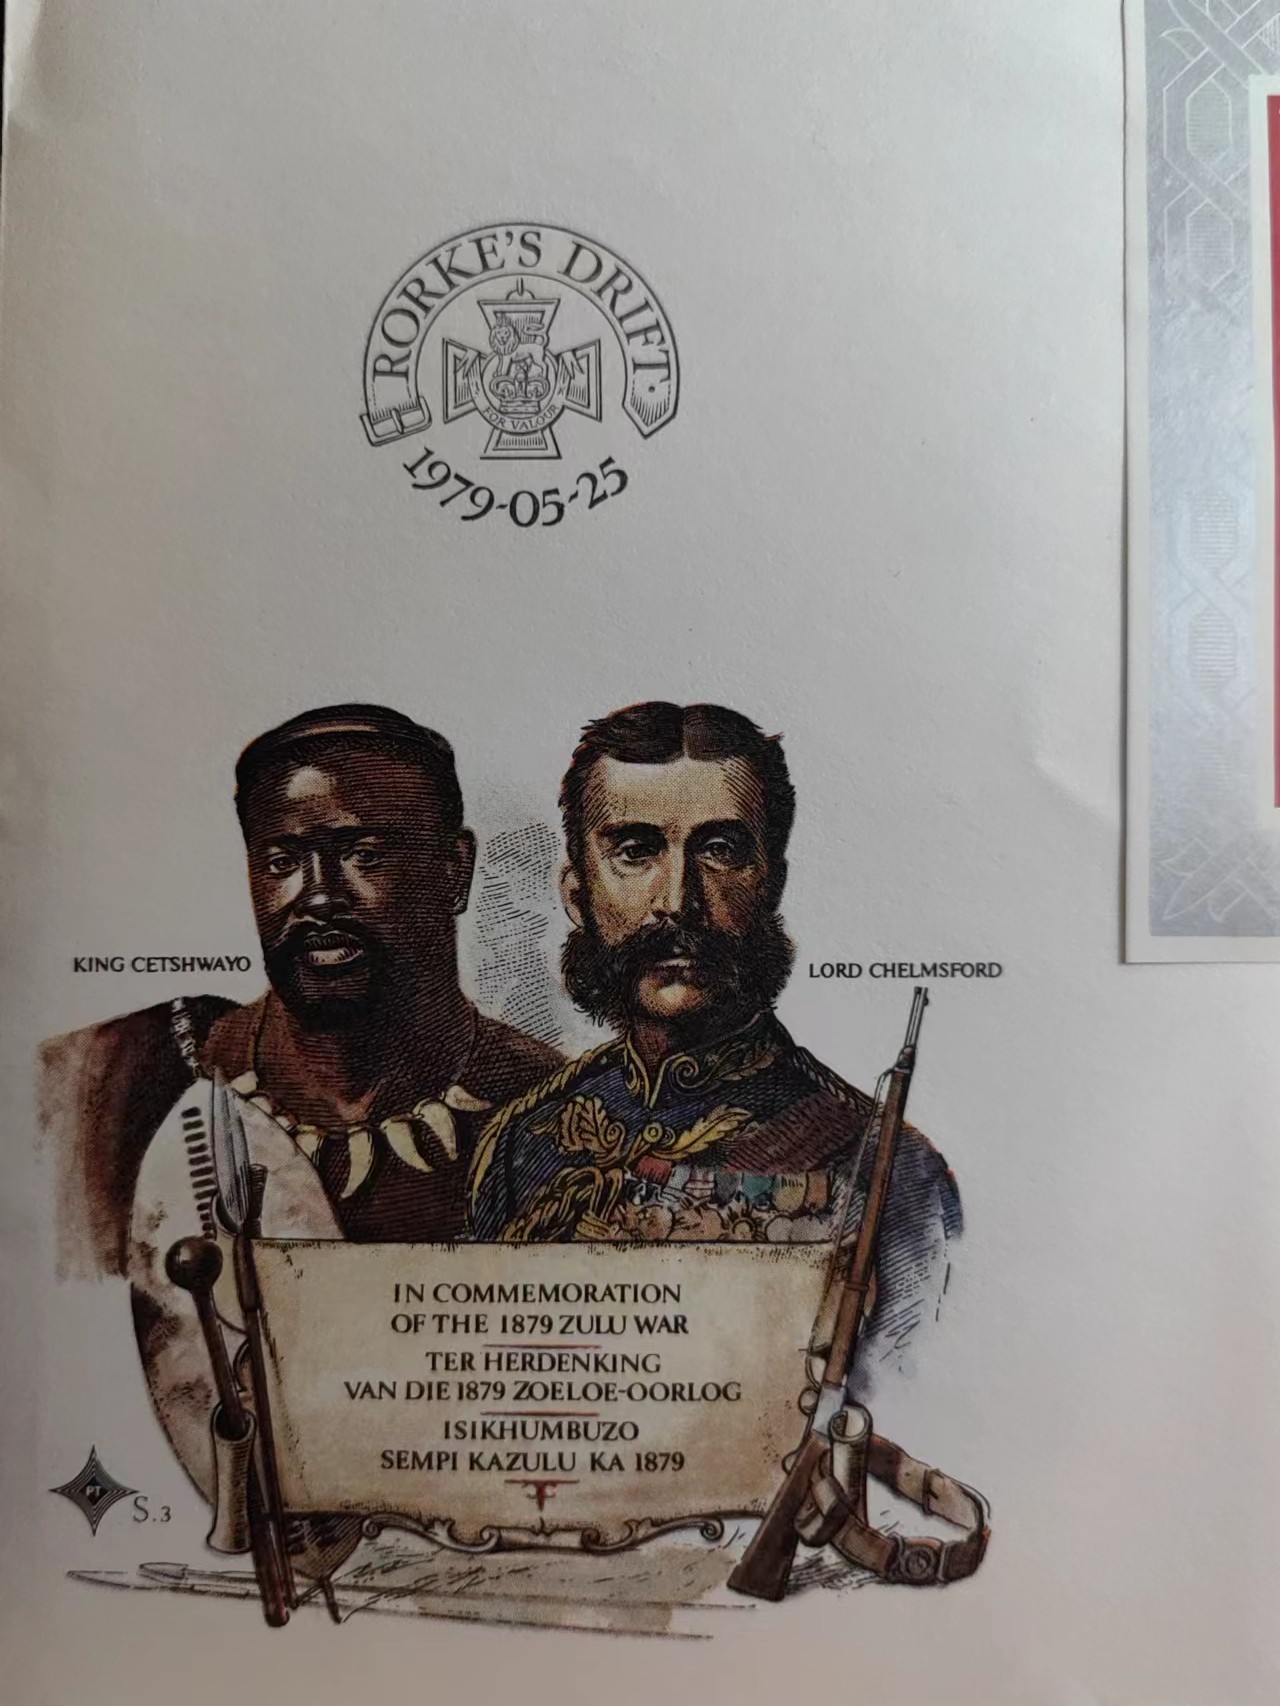 RORKE'S DRIFT.
FOR VALOUR
1979-05-25
KING CETSHWAYO
LORD CHELMSFORD
IN COMMEMORATION
OF THE 1879 ZULU WAR
TER HERDENKING
VAN DIE 1879 ZOELOE-OORLOG
ISIKHUMBUZO
SEMPI KAZULU KA 1879
PT
S.3